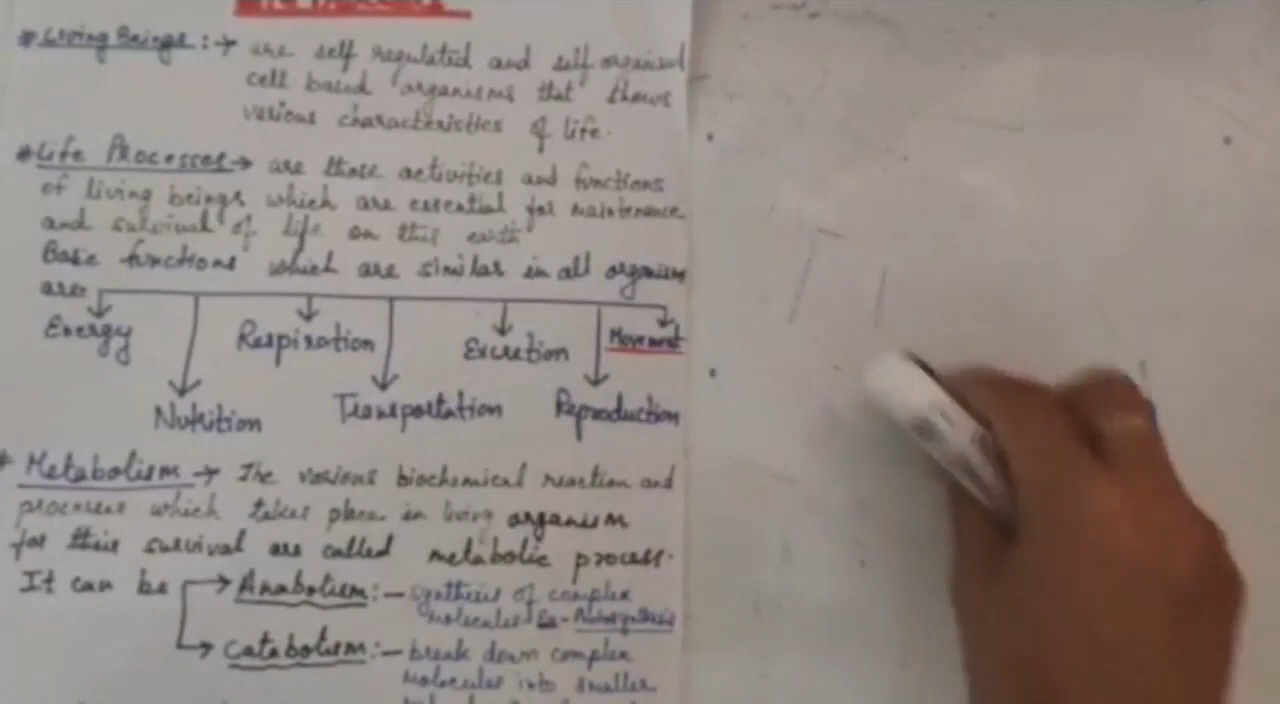 * Living Beings :→ are self regulated and self organised
cell based organisms that shows
various characteristics of life.
* Life Processes → are those activities and functions
of living beings which are essential for maintenance
and survival of life on this earth
Basic functions which are similar in all organism
are
Energy Respiration Excretion Movement
Nutrition Transportation Reproduction
* Metabolism → The various biochemical reaction and
processes which takes place in living organism
for their survival are called metabolic process.
It can be → Anabolism :- synthesis of complex
molecules Ex-
→ Catabolism :- break down complex
molecules into smaller